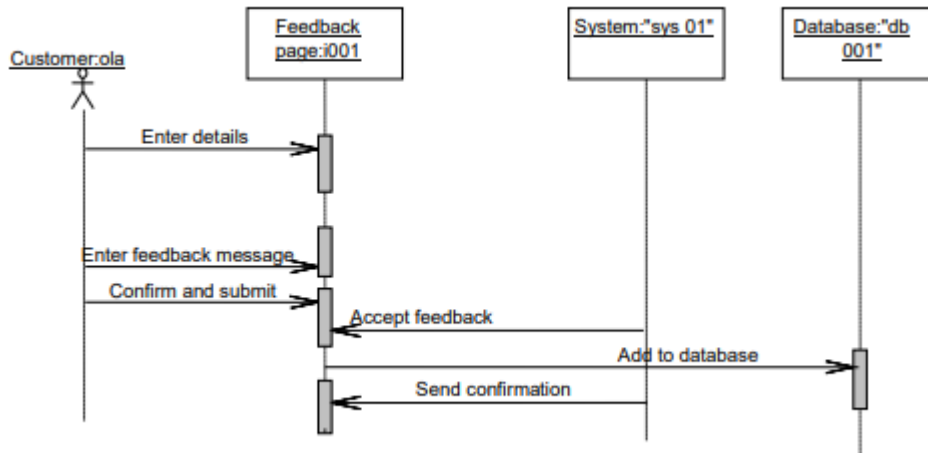 Feedback
page:i001
System:"sys 01"
Database:"db
001"
Customer:ola
Enter details
Enter feedback message
Confirm and submit
Accept feedback
Add to database
Send confirmation